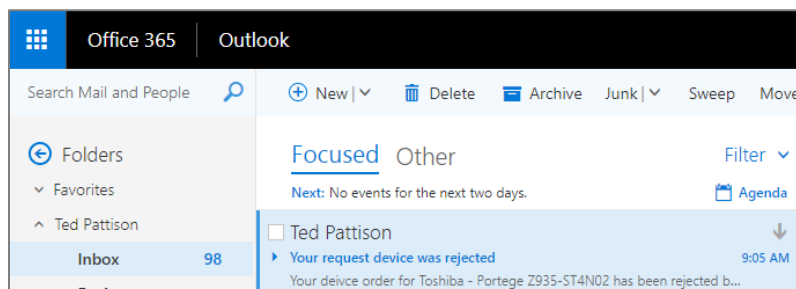 Office 365 Outlook
Search Mail and People
New Delete Archive Junk Sweep Move
Folders
Favorites
Ted Pattison
Inbox 98
Focused Other Filter
Next: No events for the next two days. Agenda
Ted Pattison
Your request device was rejected 9:05 AM
Your deivce order for Toshiba - Portege Z935-ST4N02 has been rejected b...